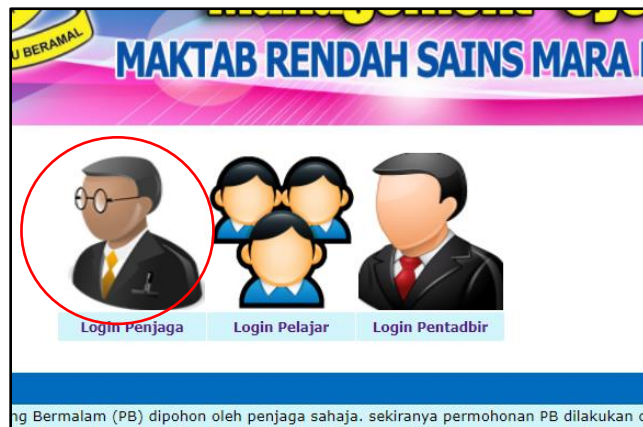 U BERAMAL
MAKTAB RENDAH SAINS MARA
Login Penjaga
Login Pelajar
Login Pentadbir
ng Bermalam (PB) dipohon oleh penjaga sahaja. sekiranya permohonan PB dilakukan